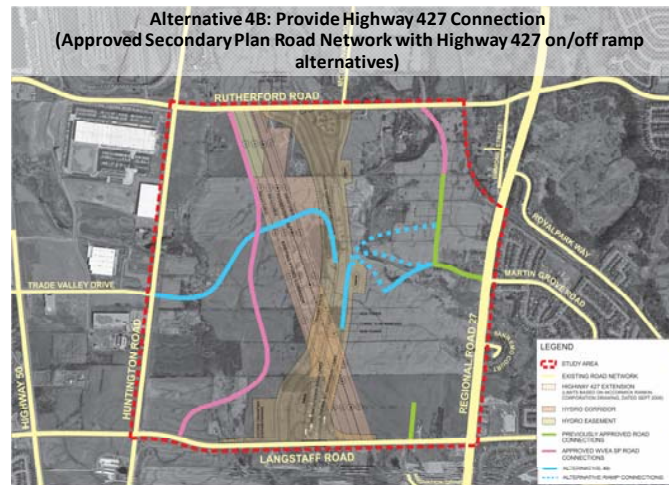 Alternative 4B: Provide Highway 427 Connection
(Approved Secondary Plan Road Network with Highway 427 on/off ramp
alternatives)
RUTHERFORD ROAD
ROYALPARK WAY
TRADE VALLEY DRIVE
MARTIN GROVE ROAD
HIGHWAY 50
HUNTINGTON ROAD
REGIONAL ROAD 27
LANGSTAFF ROAD
LEGEND
STUDY AREA
EXISTING ROAD NETWORK
HIGHWAY 427 EXTENSION
HYDRO CORRIDOR
HYDRO EASEMENT
PREVIOUSLY APPROVED ROAD
CONNECTIONS
APPROVED WVEA SP ROAD
CONNECTIONS
ALTERNATIVE 4B
ALTERNATIVE RAMP CONNECTIONS